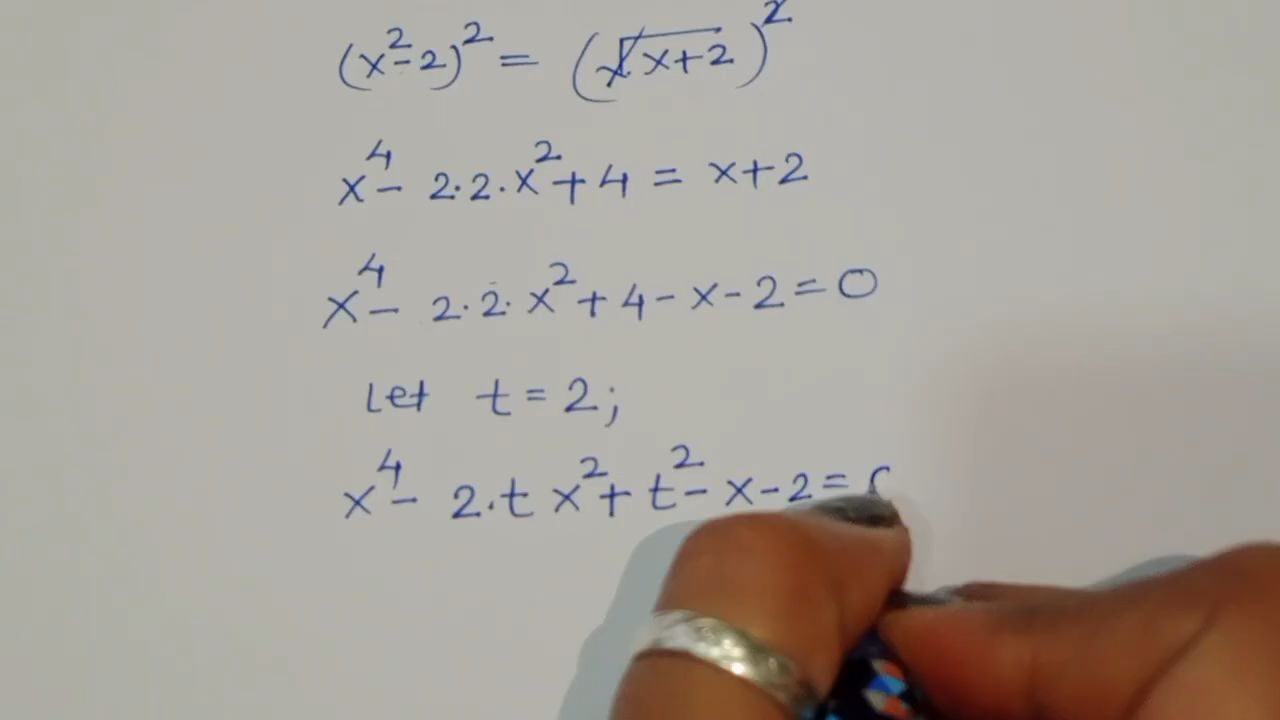 (x²-2)² = (√x+2)²
x⁴ - 2·2·x² + 4 = x+2
x⁴ - 2·2·x² + 4 - x - 2 = 0
Let t = 2;
x⁴ - 2·t x² + t² - x - 2 =